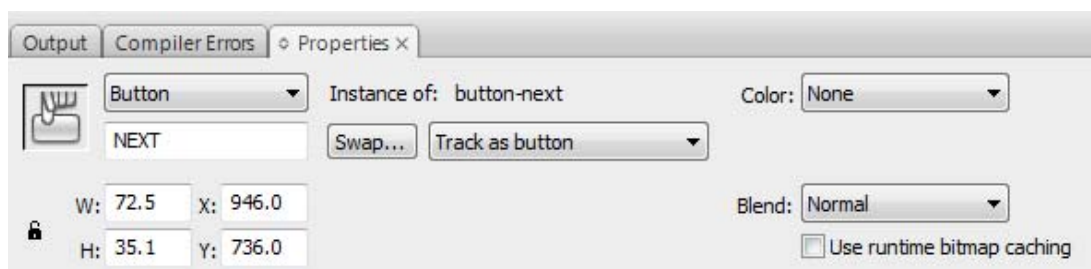 Output Compiler Errors Properties ×
Button Instance of: button-next Color: None
NEXT Swap... Track as button
W: 72.5 X: 946.0 Blend: Normal
H: 35.1 Y: 736.0 Use runtime bitmap caching